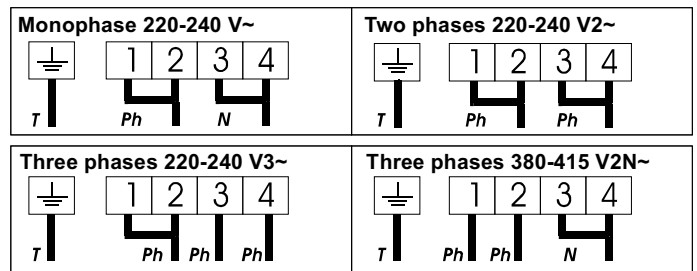 Monophase 220-240 V~
1 2 3 4
T Ph N
Two phases 220-240 V2~
1 2 3 4
T Ph Ph
Three phases 220-240 V3~
1 2 3 4
T Ph Ph Ph
Three phases 380-415 V2N~
1 2 3 4
T Ph Ph N